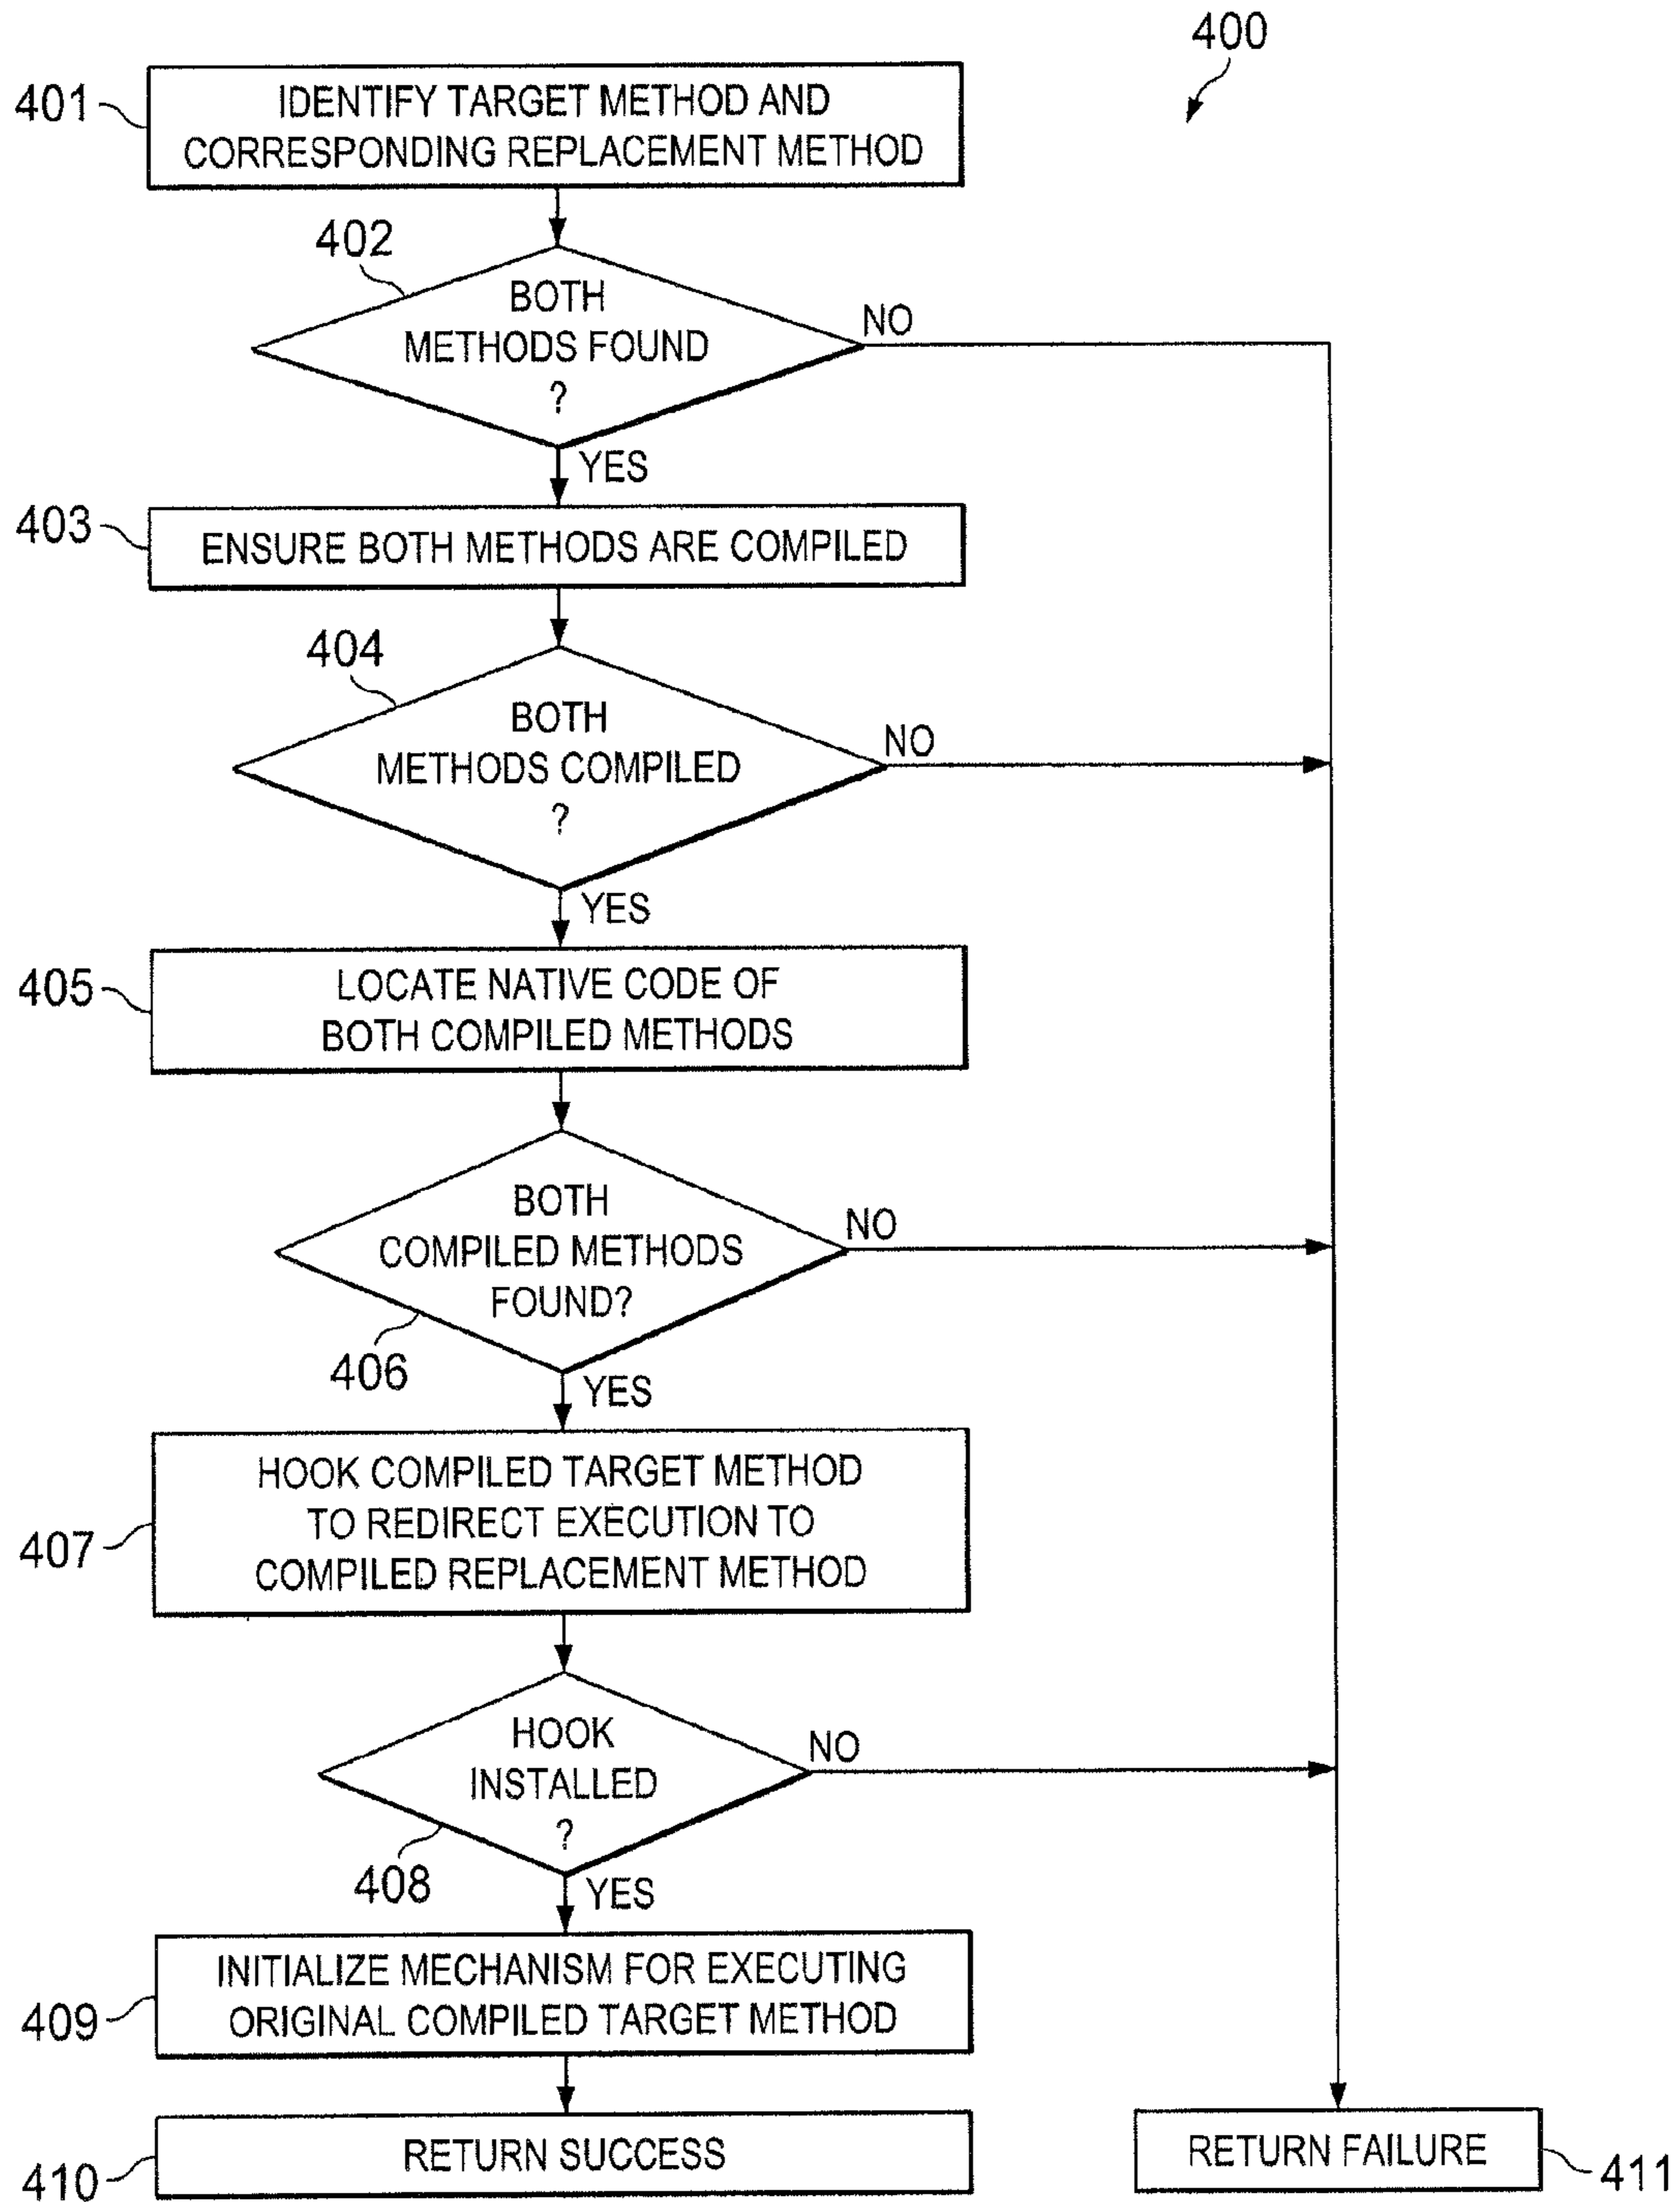 400
401
IDENTIFY TARGET METHOD AND
CORRESPONDING REPLACEMENT METHOD
402
BOTH
METHODS FOUND
?
NO
YES
403
ENSURE BOTH METHODS ARE COMPILED
404
BOTH
METHODS COMPILED
?
NO
YES
405
LOCATE NATIVE CODE OF
BOTH COMPILED METHODS
BOTH
COMPILED METHODS
FOUND?
NO
406
YES
407
HOOK COMPILED TARGET METHOD
TO REDIRECT EXECUTION TO
COMPILED REPLACEMENT METHOD
HOOK
INSTALLED
?
NO
408
YES
409
INITIALIZE MECHANISM FOR EXECUTING
ORIGINAL COMPILED TARGET METHOD
410
RETURN SUCCESS
RETURN FAILURE
411